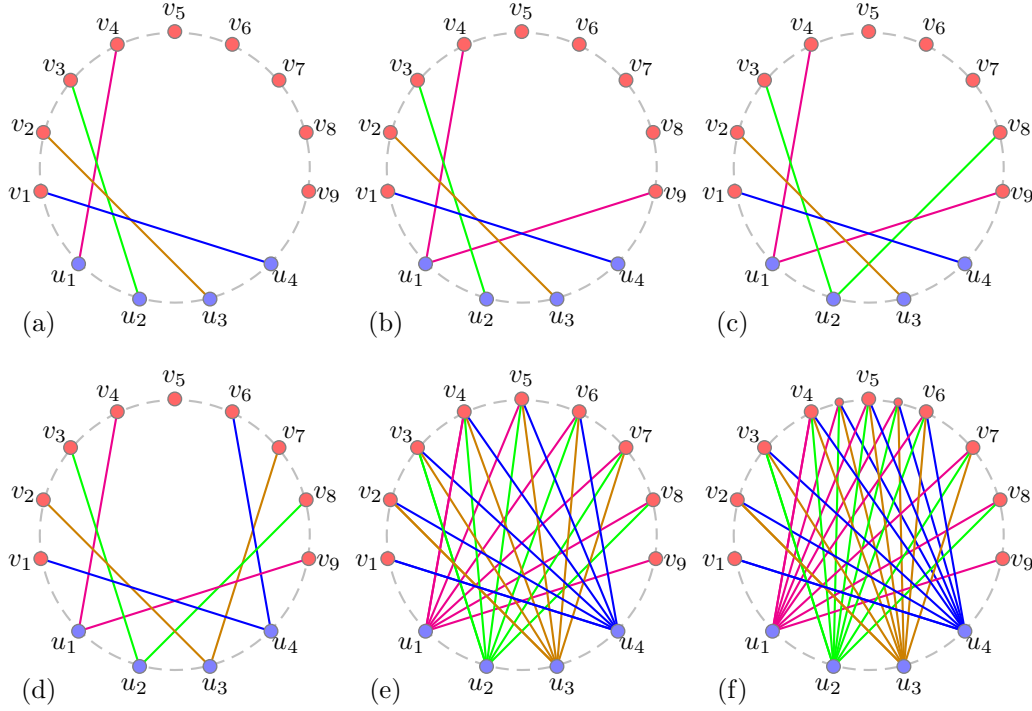 v4 v5 v6
v3 v7
v2 v8
v1 v9
u1 u4
u2 u3
(a)
v4 v5 v6
v3 v7
v2 v8
v1 v9
u1 u4
u2 u3
(b)
v4 v5 v6
v3 v7
v2 v8
v1 v9
u1 u4
u2 u3
(c)
v4 v5 v6
v3 v7
v2 v8
v1 v9
u1 u4
u2 u3
(d)
v4 v5 v6
v3 v7
v2 v8
v1 v9
u1 u4
u2 u3
(e)
v4 v5 v6
v3 v7
v2 v8
v1 v9
u1 u4
u2 u3
(f)